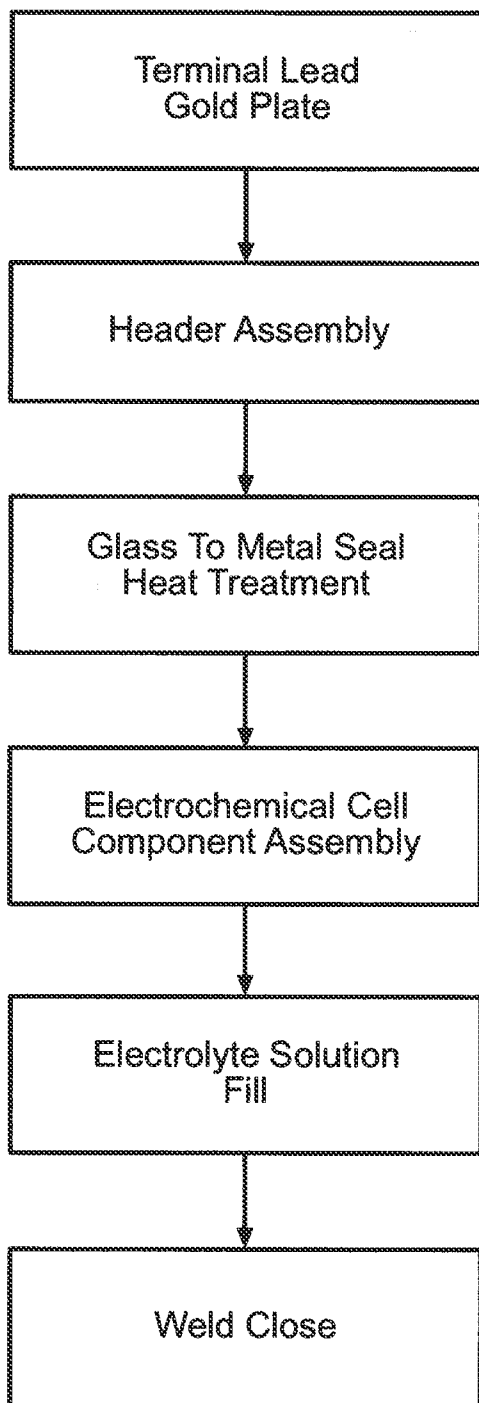 Terminal Lead
Gold Plate
Header Assembly
Glass To Metal Seal
Heat Treatment
Electrochemical Cell
Component Assembly
Electrolyte Solution
Fill
Weld Close